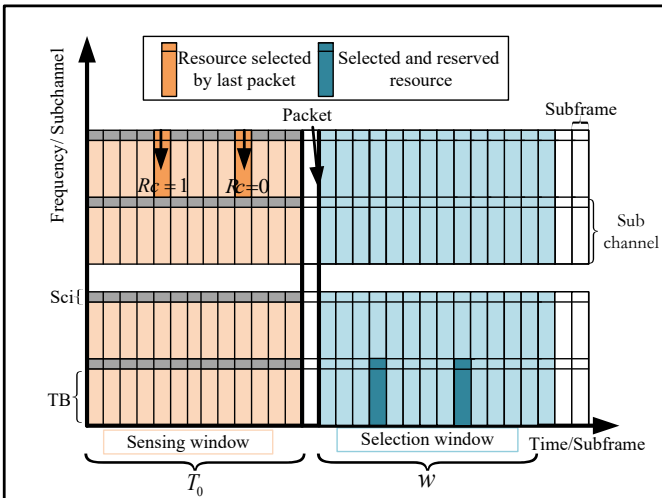 Resource selected
by last packet
Selected and reserved
resource
Packet
Subframe
Frequency/ Subchannel
Rc = 1
Rc=0
Sub
channel
Sci
TB
Sensing window
Selection window
Time/Subframe
T0
w